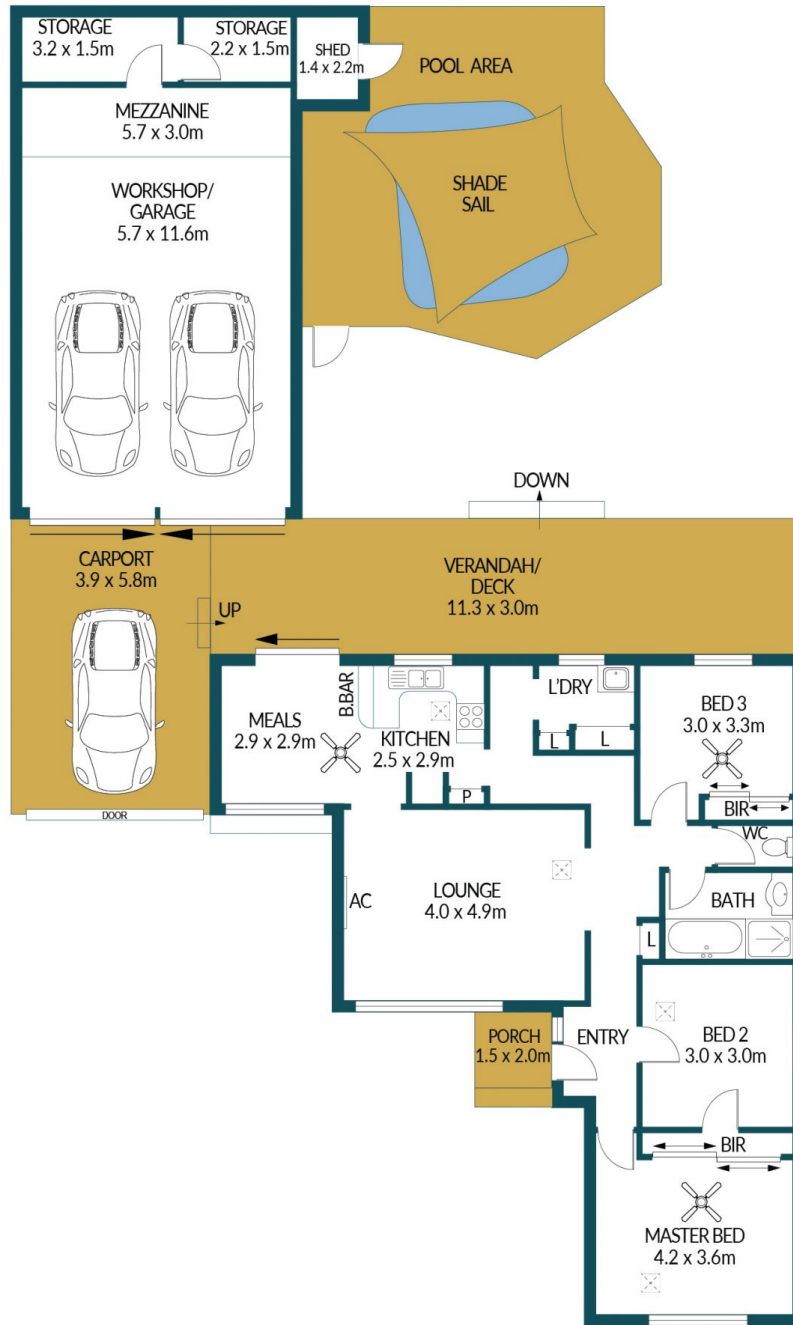 STORAGE
3.2 x 1.5m
STORAGE
2.2 x 1.5m
SHED
1.4 x 2.2m
POOL AREA
MEZZANINE
5.7 x 3.0m
SHADE
SAIL
WORKSHOP/
GARAGE
5.7 x 11.6m
DOWN
CARPORT
3.9 x 5.8m
VERANDAH/
DECK
11.3 x 3.0m
UP
MEALS
2.9 x 2.9m
B.BAR
KITCHEN
2.5 x 2.9m
P
L'DRY
L
L
BED 3
3.0 x 3.3m
BIR
DOOR
WC
AC
LOUNGE
4.0 x 4.9m
BATH
L
PORCH
1.5 x 2.0m
ENTRY
BED 2
3.0 x 3.0m
BIR
MASTER BED
4.2 x 3.6m